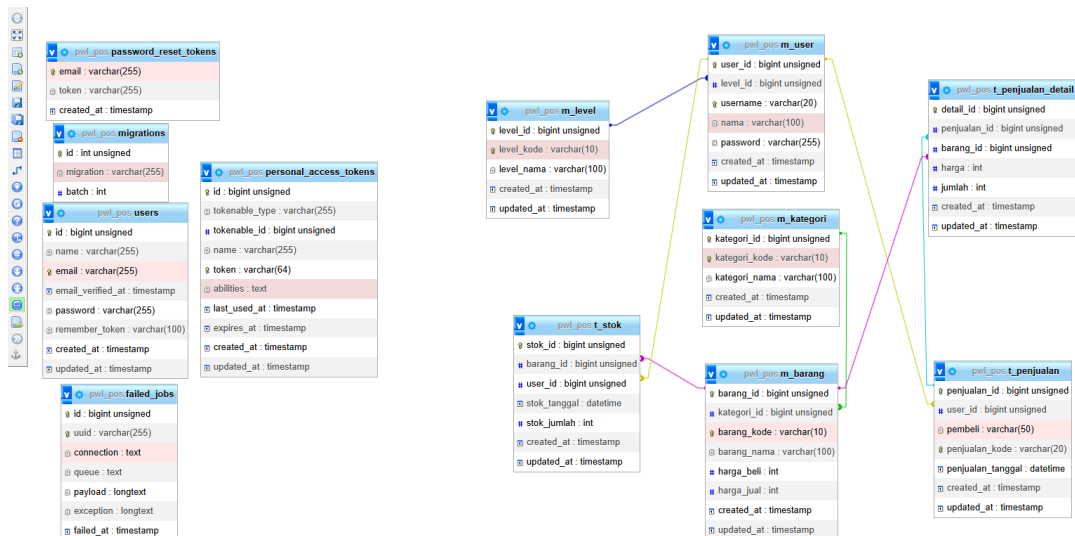 pwl_pos password_reset_tokens
email : varchar(255)
token : varchar(255)
created_at : timestamp
pwl_pos migrations
id : int unsigned
migration : varchar(255)
batch : int
pwl_pos users
id : bigint unsigned
name : varchar(255)
email : varchar(255)
email_verified_at : timestamp
password : varchar(255)
remember_token : varchar(100)
created_at : timestamp
updated_at : timestamp
pwl_pos failed_jobs
id : bigint unsigned
uuid : varchar(255)
connection : text
queue : text
payload : longtext
exception : longtext
failed_at : timestamp
pwl_pos personal_access_tokens
id : bigint unsigned
tokenable_type : varchar(255)
tokenable_id : bigint unsigned
name : varchar(255)
token : varchar(64)
abilities : text
last_used_at : timestamp
expires_at : timestamp
created_at : timestamp
updated_at : timestamp
pwl_pos m_level
level_id : bigint unsigned
level_kode : varchar(10)
level_nama : varchar(100)
created_at : timestamp
updated_at : timestamp
pwl_pos t_stok
stok_id : bigint unsigned
barang_id : bigint unsigned
user_id : bigint unsigned
stok_tanggal : datetime
stok_jumlah : int
created_at : timestamp
updated_at : timestamp
pwl_pos m_user
user_id : bigint unsigned
level_id : bigint unsigned
username : varchar(20)
nama : varchar(100)
password : varchar(255)
created_at : timestamp
updated_at : timestamp
pwl_pos m_kategori
kategori_id : bigint unsigned
kategori_kode : varchar(10)
kategori_nama : varchar(100)
created_at : timestamp
updated_at : timestamp
pwl_pos m_barang
barang_id : bigint unsigned
kategori_id : bigint unsigned
barang_kode : varchar(10)
barang_nama : varchar(100)
harga_beli : int
harga_jual : int
created_at : timestamp
updated_at : timestamp
pwl_pos t_penjualan_detail
detail_id : bigint unsigned
penjualan_id : bigint unsigned
barang_id : bigint unsigned
harga : int
jumlah : int
created_at : timestamp
updated_at : timestamp
pwl_pos t_penjualan
penjualan_id : bigint unsigned
user_id : bigint unsigned
pembeli : varchar(50)
penjualan_kode : varchar(20)
penjualan_tanggal : datetime
created_at : timestamp
updated_at : timestamp